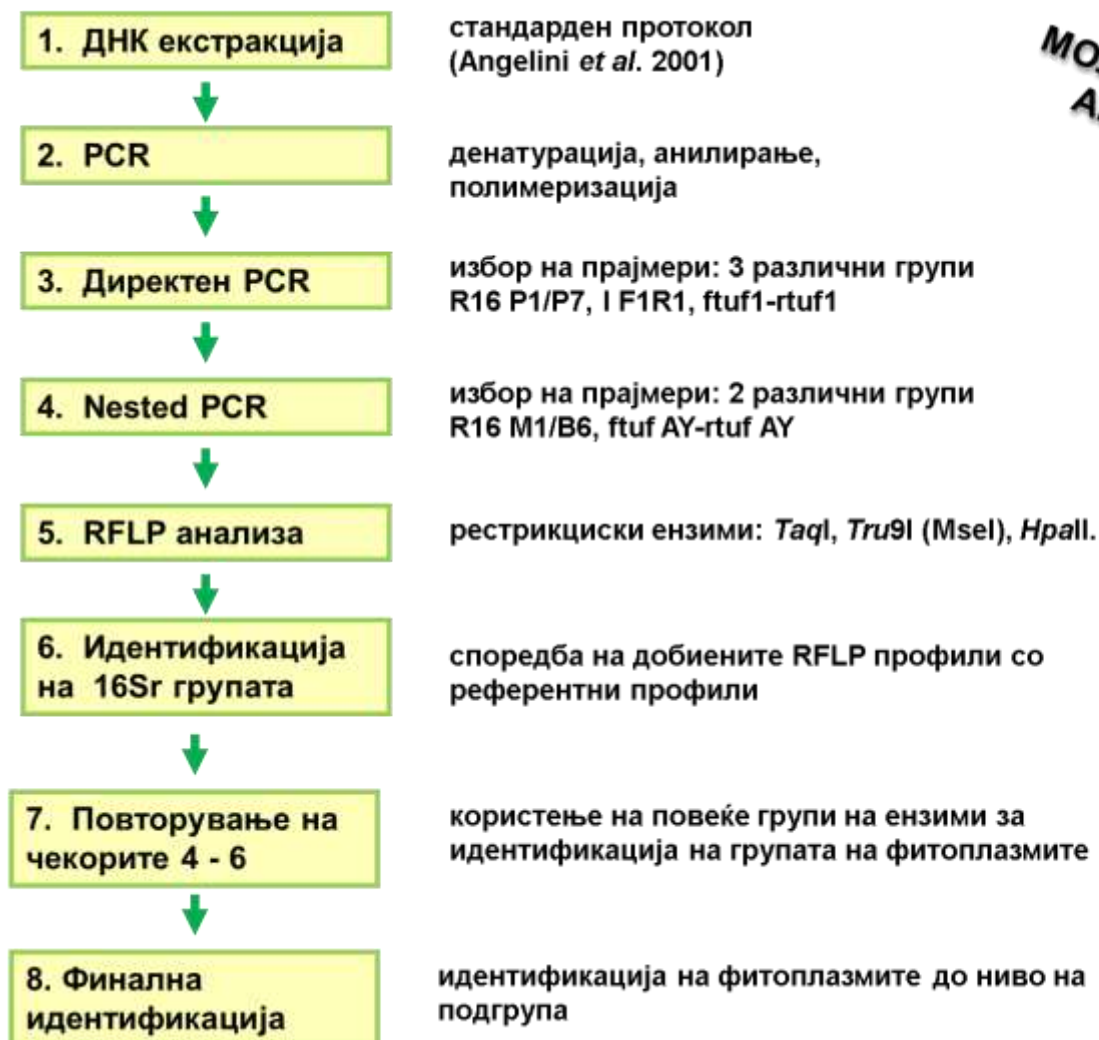 1. ДНК екстракција
стандарден протокол
(Angelini et al. 2001)
2. PCR
денатурација, анилирање,
полимеризација
3. Директен PCR
избор на прајмери: 3 различни групи
R16 P1/P7, I F1R1, ftuf1-rtuf1
4. Nested PCR
избор на прајмери: 2 различни групи
R16 M1/B6, ftuf AY-rtuf AY
5. RFLP анализа
рестрикциски ензими: TaqI, Tru9I (MseI), HpaII.
6. Идентификација
на 16Sr групата
споредба на добиените RFLP профили со
референтни профили
7. Повторување на
чекорите 4 - 6
користење на повеќе групи на ензими за
идентификација на групата на фитоплазмите
8. Финална
идентификација
идентификација на фитоплазмите до ниво на
подгрупа